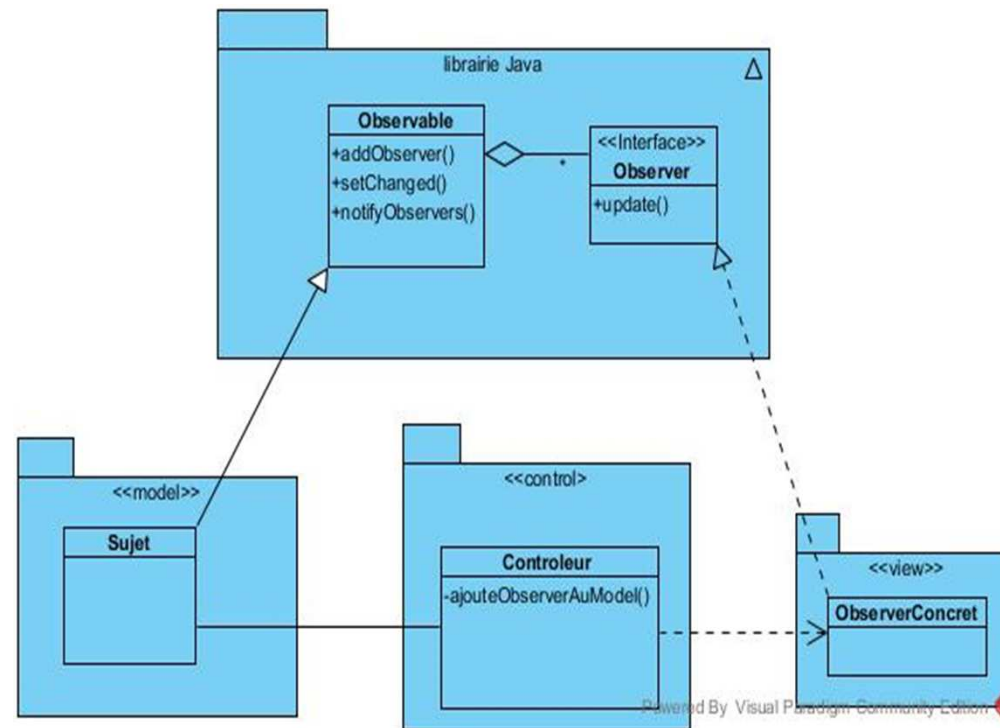 librairie Java
Observable
+addObserver()
+setChanged()
+notifyObservers()
*
<<Interface>>
Observer
+update()
<<model>>
Sujet
<<control>
Controleur
-ajouteObserverAuModel()
<<view>>
ObserverConcret
Powered By Visual Paradigm Community Edition